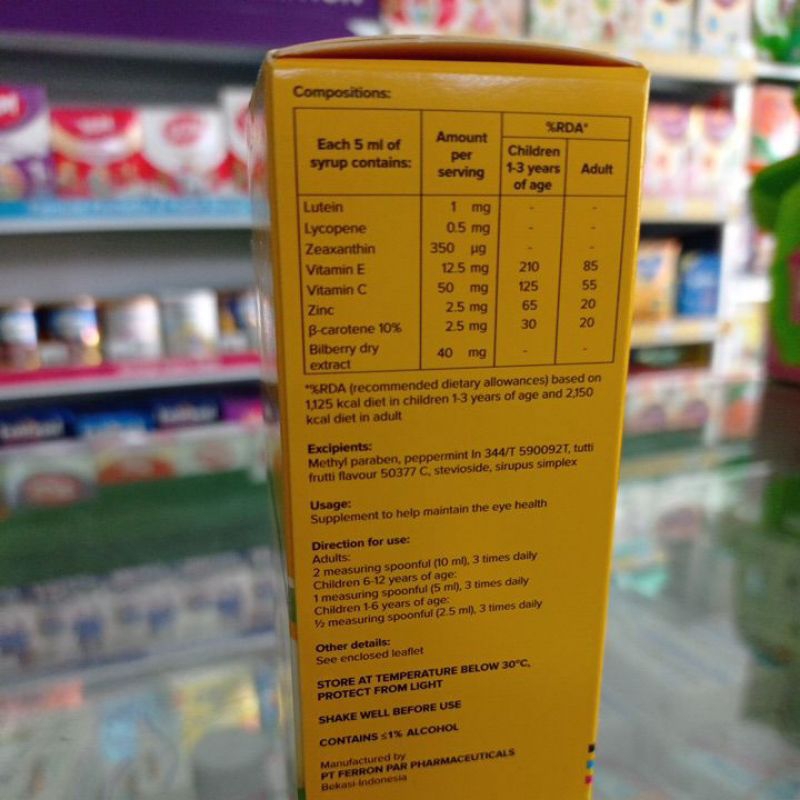 Compositions:
Each 5 ml of syrup contains: Amount per serving %RDA* Children 1-3 years of age Adult
Lutein 1 mg - -
Lycopene 0.5 mg - -
Zeaxanthin 350 µg - -
Vitamin E 12.5 mg 210 85
Vitamin C 50 mg 125 55
Zinc 2.5 mg 65 20
β-carotene 10% 2.5 mg 30 20
Bilberry dry extract 40 mg - -
*%RDA (recommended dietary allowances) based on
1,125 kcal diet in children 1-3 years of age and 2,150
kcal diet in adult
Excipients:
Methyl paraben, peppermint ln 344/T 590092T, tutti
frutti flavour 50377 C, stevioside, sirupus simplex
Usage:
Supplement to help maintain the eye health
Direction for use:
Adults:
2 measuring spoonful (10 ml), 3 times daily
Children 6-12 years of age:
1 measuring spoonful (5 ml), 3 times daily
Children 1-6 years of age:
½ measuring spoonful (2.5 ml), 3 times daily
Other details:
See enclosed leaflet
STORE AT TEMPERATURE BELOW 30°C,
PROTECT FROM LIGHT
SHAKE WELL BEFORE USE
CONTAINS ≤1% ALCOHOL
Manufactured by
PT FERRON PAR PHARMACEUTICALS
Bekasi-Indonesia